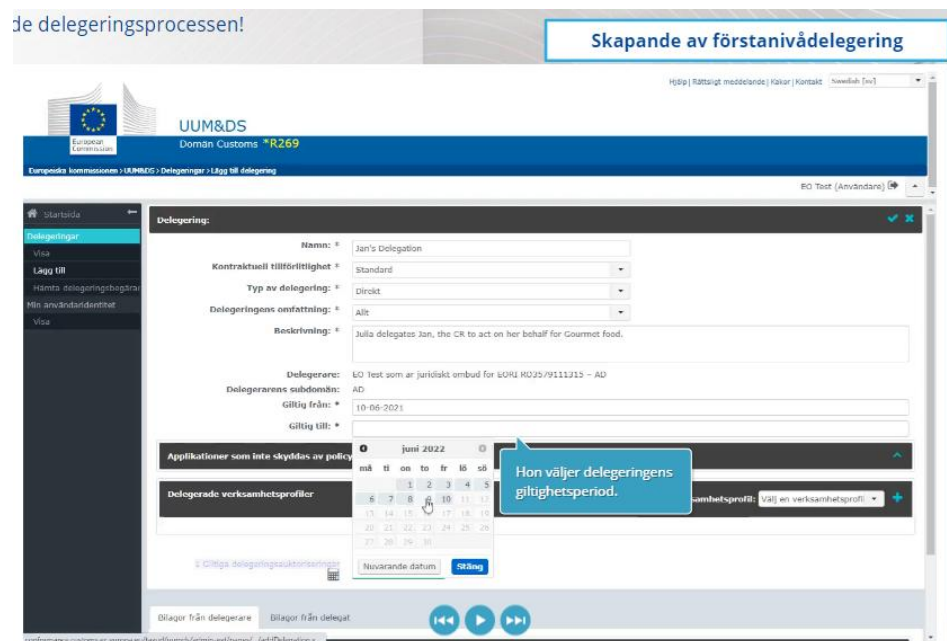 de delegeringsprocessen!
Skapande av förstanivådelegering
Hjälp | Rättsligt meddelande | Kakor | Kontakt Swedish [sv]
European Commission
UUM&DS
Domän Customs *R269
Europeiska kommissionen > UUM&DS > Delegeringar > Lägg till delegering
EO Test (Användare)
Startsida
Delegeringar
Visa
Lägg till
Hämta delegeringsbegäran
Min användaridentitet
Visa
Delegering:
Namn: * Jan's Delegation
Kontraktuell tillförlitlighet * Standard
Typ av delegering: * Direkt
Delegeringens omfattning: * Allt
Beskrivning: * Julia delegates Jan, the CR to act on her behalf for Gourmet food.
Delegerare: EO Test som är juridiskt ombud för EORI RO3579111315 – AD
Delegerarens subdomän: AD
Giltig från: * 10-06-2021
Giltig till: *
Applikationer som inte skyddas av policy
juni 2022
må ti on to fr lö sö
1 2 3 4 5
6 7 8 9 10 11 12
13 14 15 17 18 19
20 21 22 23 24 25 26
27 28 29 30
Nuvarande datum Stäng
Hon väljer delegeringens
giltighetsperiod.
Delegerade verksamhetsprofiler
samhetsprofil: Välj en verksamhetsprofil
Giltiga delegeringsauktoriseringar
Bilagor från delegerare Bilagor från delegat